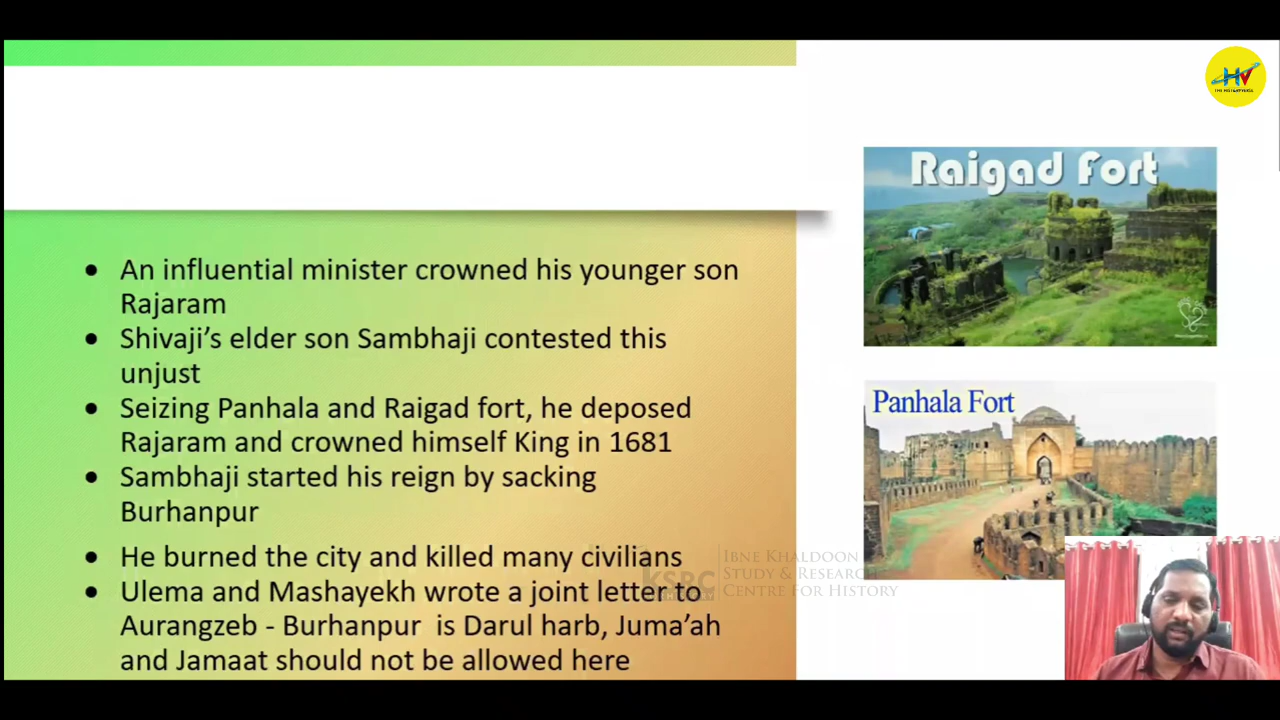 HV
Raigad Fort
An influential minister crowned his younger son
Rajaram
Shivaji’s elder son Sambhaji contested this
unjust
Seizing Panhala and Raigad fort, he deposed
Rajaram and crowned himself King in 1681
Sambhaji started his reign by sacking
Burhanpur
He burned the city and killed many civilians
Ulema and Mashayekh wrote a joint letter to
Aurangzeb - Burhanpur is Darul harb, Juma’ah
and Jamaat should not be allowed here
Panhala Fort
IBNE KHALDOON
STUDY & RESEARCH
CENTRE FOR HISTORY